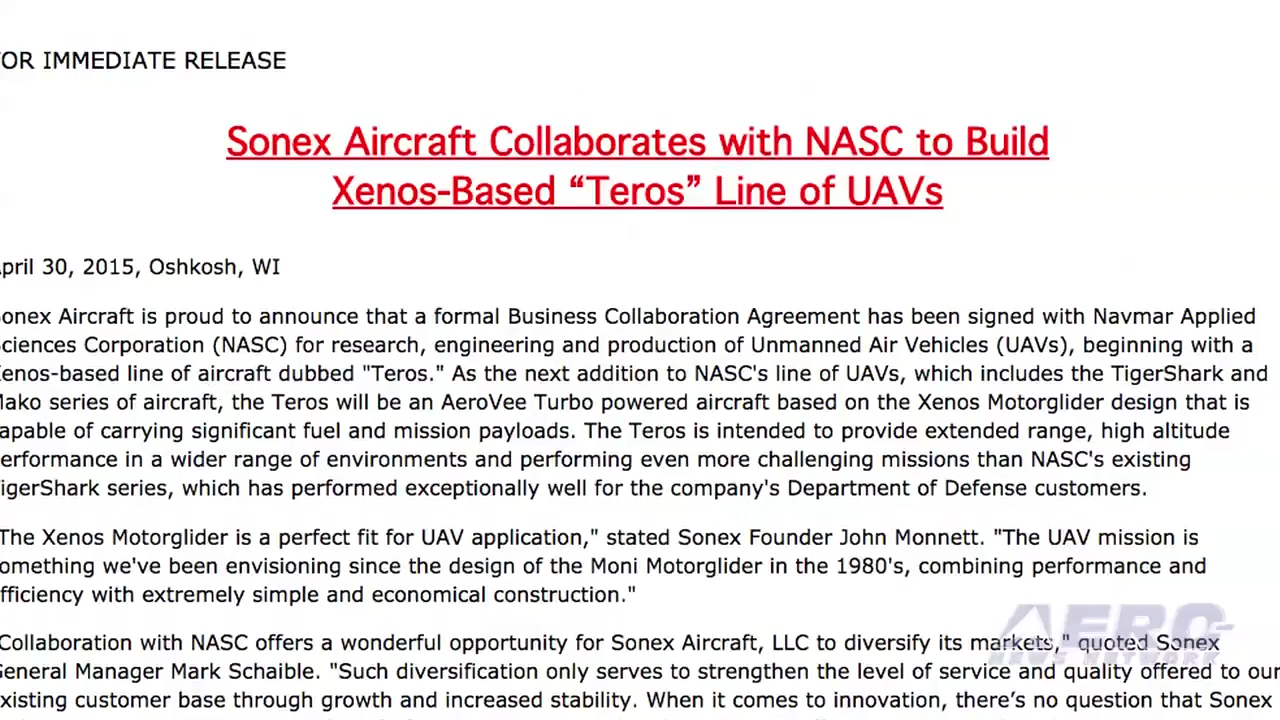 OR IMMEDIATE RELEASE
Sonex Aircraft Collaborates with NASC to Build
Xenos-Based “Teros” Line of UAVs
pril 30, 2015, Oshkosh, WI
onex Aircraft is proud to announce that a formal Business Collaboration Agreement has been signed with Navmar Applied
ciences Corporation (NASC) for research, engineering and production of Unmanned Air Vehicles (UAVs), beginning with a
enos-based line of aircraft dubbed "Teros." As the next addition to NASC's line of UAVs, which includes the TigerShark and
Mako series of aircraft, the Teros will be an AeroVee Turbo powered aircraft based on the Xenos Motorglider design that is
apable of carrying significant fuel and mission payloads. The Teros is intended to provide extended range, high altitude
erformance in a wider range of environments and performing even more challenging missions than NASC's existing
igerShark series, which has performed exceptionally well for the company's Department of Defense customers.
"The Xenos Motorglider is a perfect fit for UAV application," stated Sonex Founder John Monnett. "The UAV mission is
omething we've been envisioning since the design of the Moni Motorglider in the 1980's, combining performance and
fficiency with extremely simple and economical construction."
Collaboration with NASC offers a wonderful opportunity for Sonex Aircraft, LLC to diversify its markets," quoted Sonex
General Manager Mark Schaible. "Such diversification only serves to strengthen the level of service and quality offered to our
xisting customer base through growth and increased stability. When it comes to innovation, there’s no question that Sonex
AERO
NEWS NETWORK